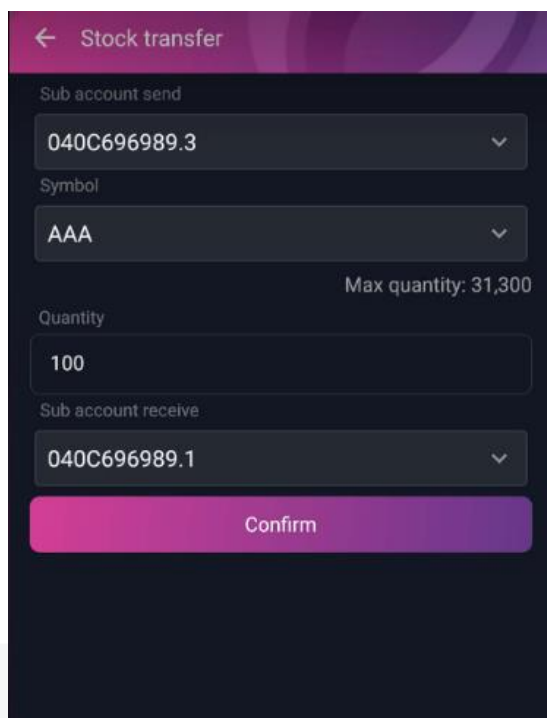 Stock transfer
Sub account send
040C696989.3
Symbol
AAA
Max quantity: 31,300
Quantity
100
Sub account receive
040C696989.1
Confirm